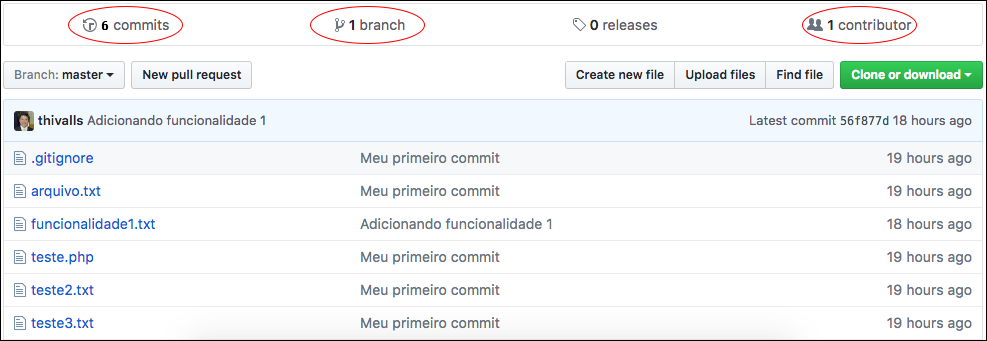 6 commits 1 branch 0 releases 1 contributor
Branch: master New pull request Create new file Upload files Find file Clone or download
thivalls Adicionando funcionalidade 1 Latest commit 56f877d 18 hours ago
.gitignore Meu primeiro commit 19 hours ago
arquivo.txt Meu primeiro commit 19 hours ago
funcionalidade1.txt Adicionando funcionalidade 1 18 hours ago
teste.php Meu primeiro commit 19 hours ago
teste2.txt Meu primeiro commit 19 hours ago
teste3.txt Meu primeiro commit 19 hours ago